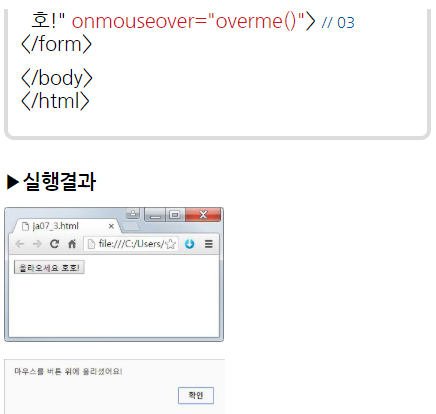 호!" onmouseover="overme()"> // 03
</form>
</body>
</html>
▶실행결과
ja07_3.html
file:///C:/Users/
올라오세요 호호!
마우스를 버튼 위에 올리셨어요!
확인